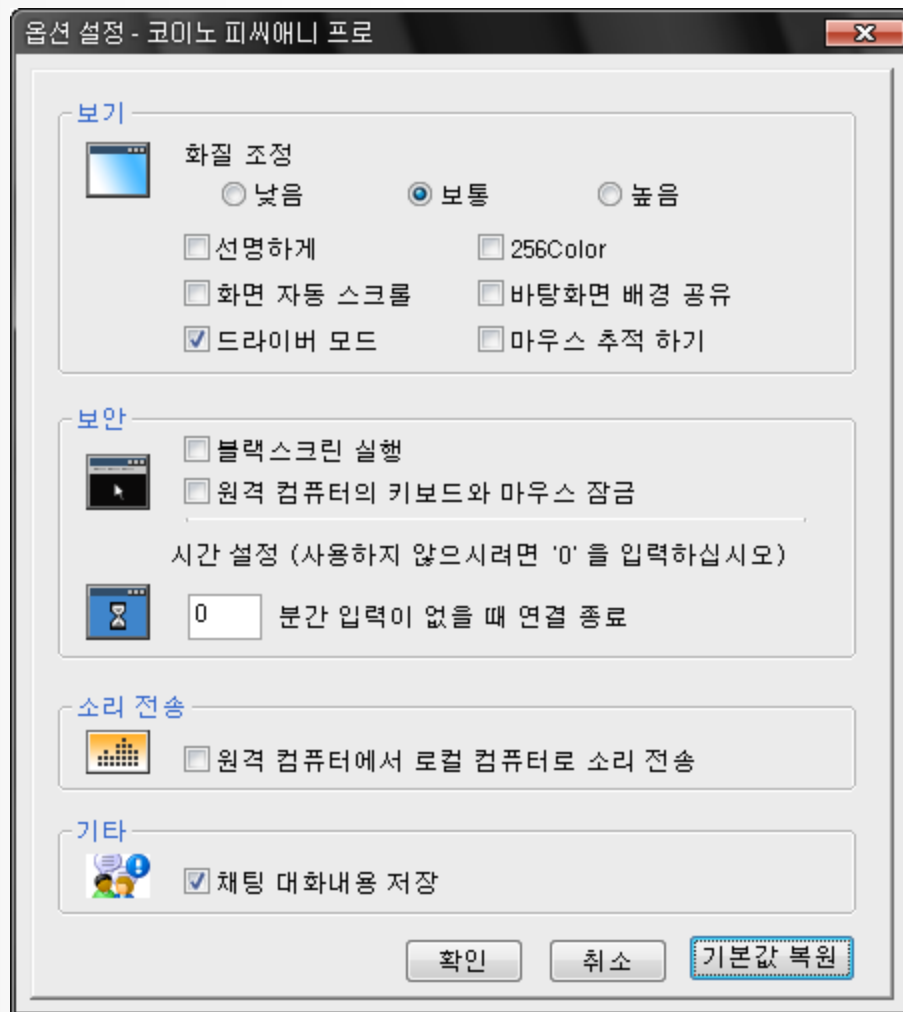 옵션 설정 - 코이노 피씨애니 프로
보기
화질 조정
낮음 보통 높음
선명하게 256Color
화면 자동 스크롤 바탕화면 배경 공유
드라이버 모드 마우스 추적 하기
보안
블랙스크린 실행
원격 컴퓨터의 키보드와 마우스 잠금
시간 설정 (사용하지 않으시려면 '0' 을 입력하십시오)
0 분간 입력이 없을 때 연결 종료
소리 전송
원격 컴퓨터에서 로컬 컴퓨터로 소리 전송
기타
채팅 대화내용 저장
확인 취소 기본값 복원